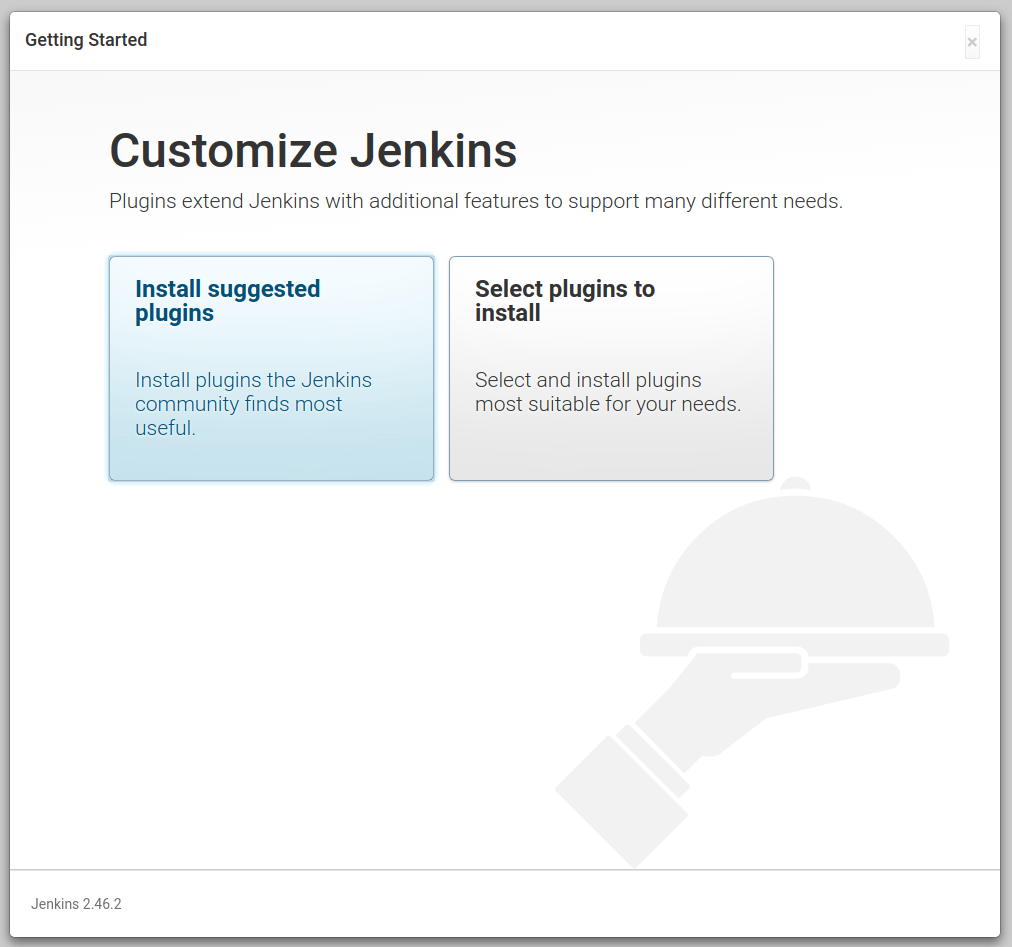 Getting Started
×
Customize Jenkins
Plugins extend Jenkins with additional features to support many different needs.
Install suggested
plugins
Install plugins the Jenkins
community finds most
useful.
Select plugins to
install
Select and install plugins
most suitable for your needs.
Jenkins 2.46.2